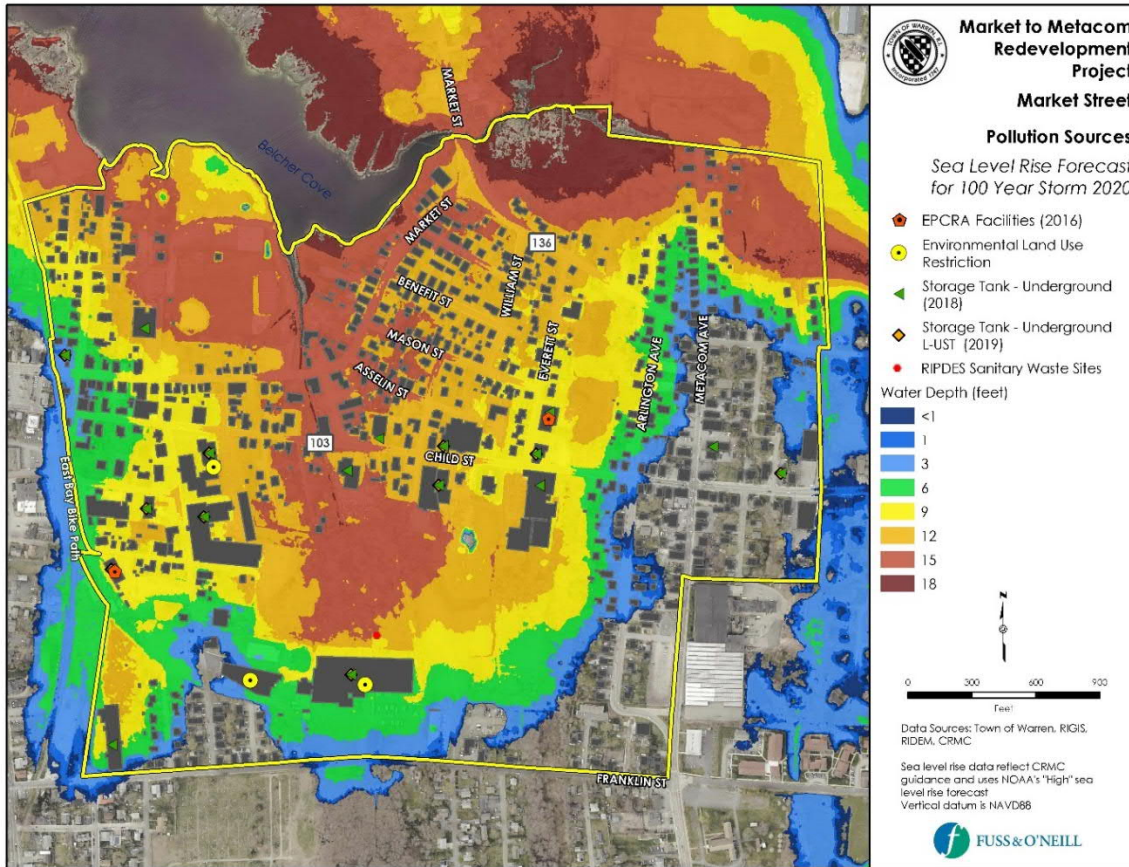 Market to Metacom
Redevelopment
Project
Market Street
Pollution Sources
Sea Level Rise Forecast
for 100 Year Storm 2020
EPCRA Facilities (2016)
Environmental Land Use
Restriction
Storage Tank - Underground
(2018)
Storage Tank - Underground
L-UST (2019)
RIPDES Sanitary Waste Sites
Water Depth (feet)
<1
1
3
6
9
12
15
18
N
0 300 600 900
Feet
Data Sources: Town of Warren, RIGIS,
RIDEM, CRMC
Sea level rise data reflect CRMC
guidance and uses NOAA's "High" sea
level rise forecast
Vertical datum is NAVD88
FUSS & O'NEILL
TOWN OF WARREN, R.I.
Incorporated 1747
MARKET ST
Belcher Cove
MARKET ST
136
WILLIAM ST
BENEFIT ST
MASON ST
EVERETT ST
ASSELIN ST
ARLINGTON AVE
METACOM AVE
103
CHILD ST
East Bay Bike Path
FRANKLIN ST